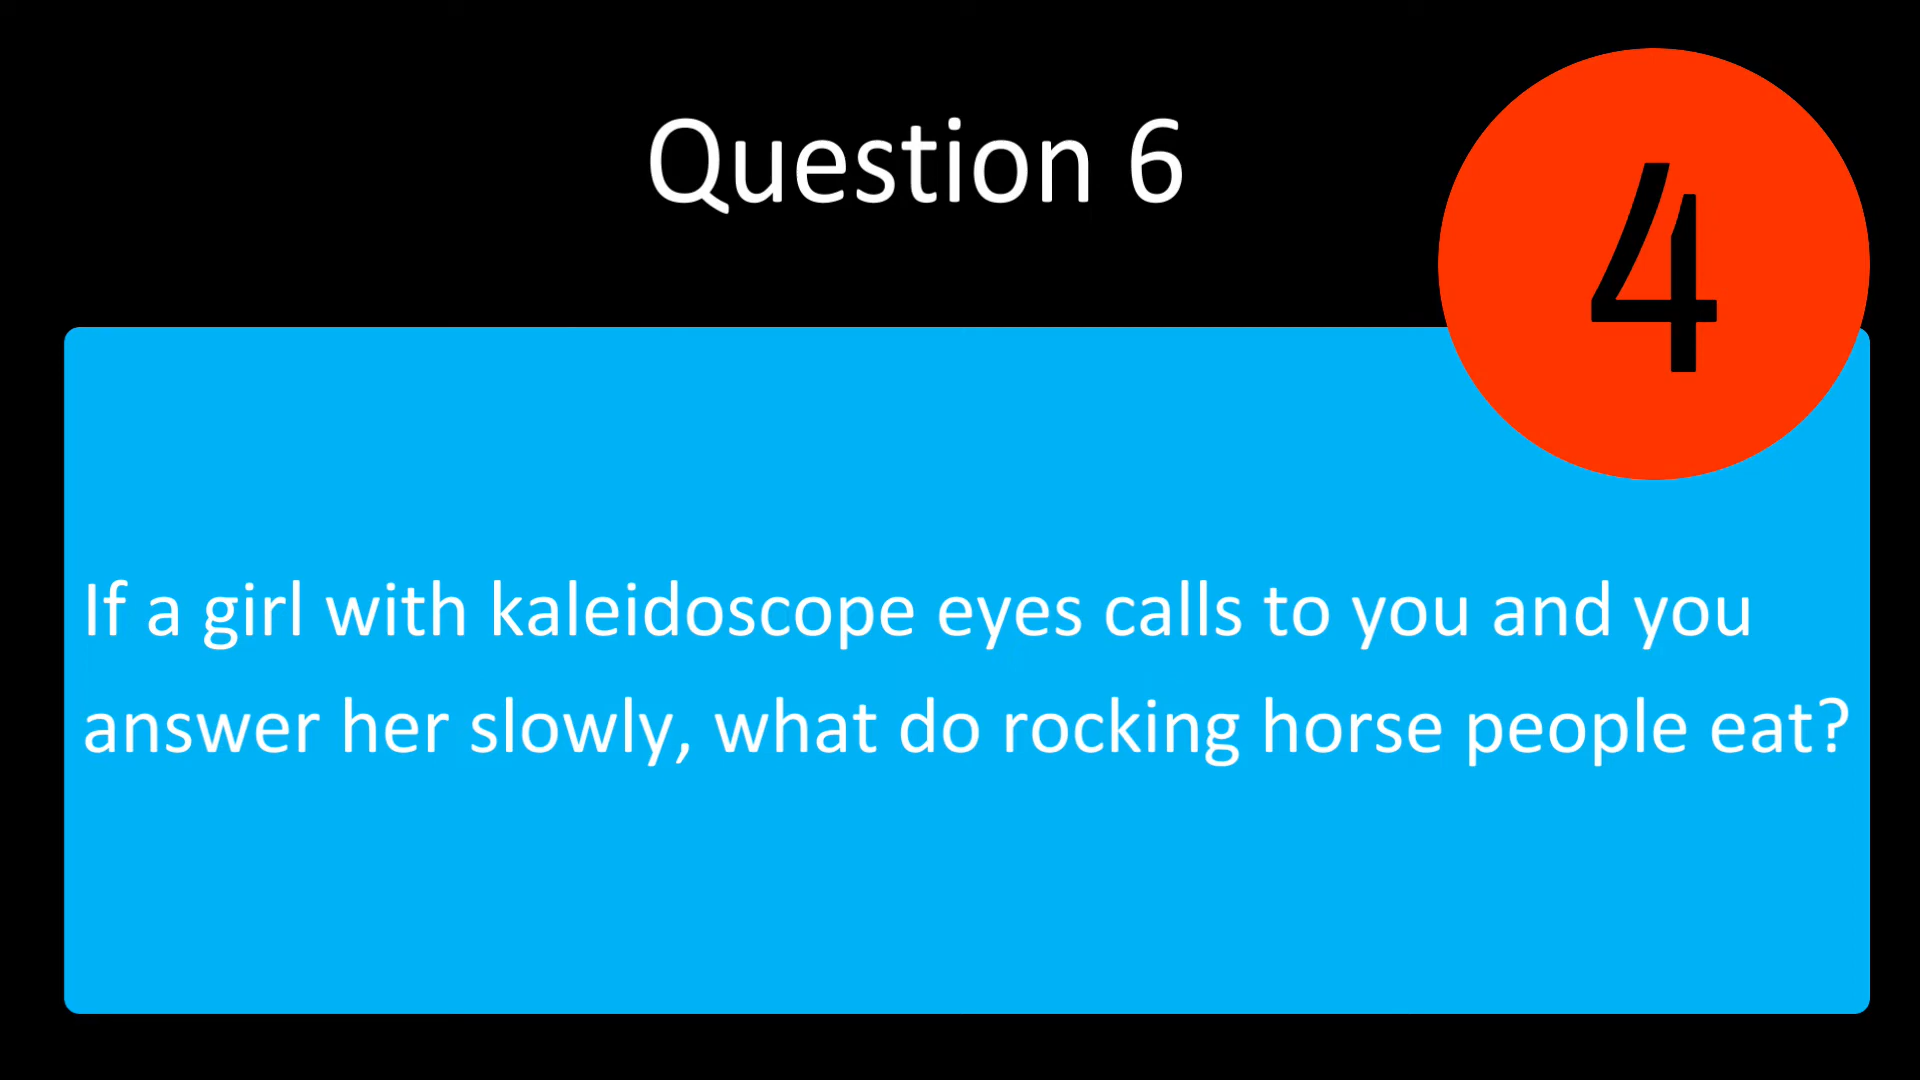 Question 6
4
If a girl with kaleidoscope eyes calls to you and you
answer her slowly, what do rocking horse people eat?